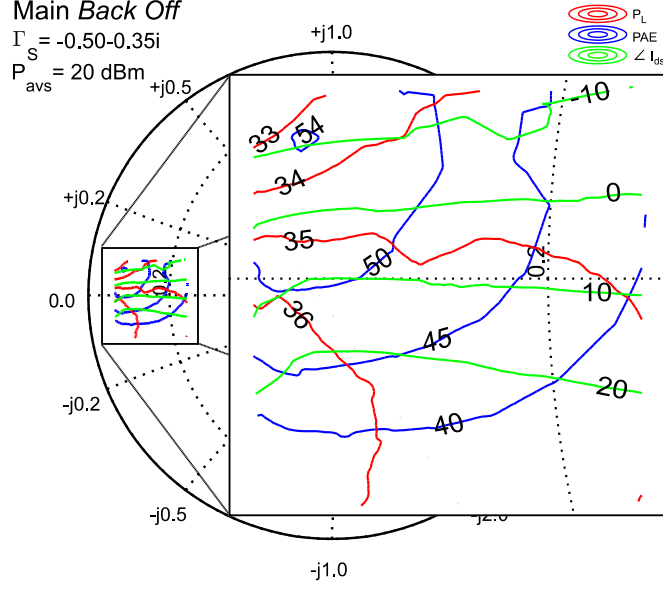 Main Back Off
Γ_S = -0.50-0.35i
P_avs = 20 dBm
+j1.0
P_L
PAE
∠ I_ds
+j0.5
-10
33
54
34
0
+j0.2
35
50
0.2
0.2
0.0
10
36
45
20
-j0.2
40
-j0.5
-j2.0
-j1.0